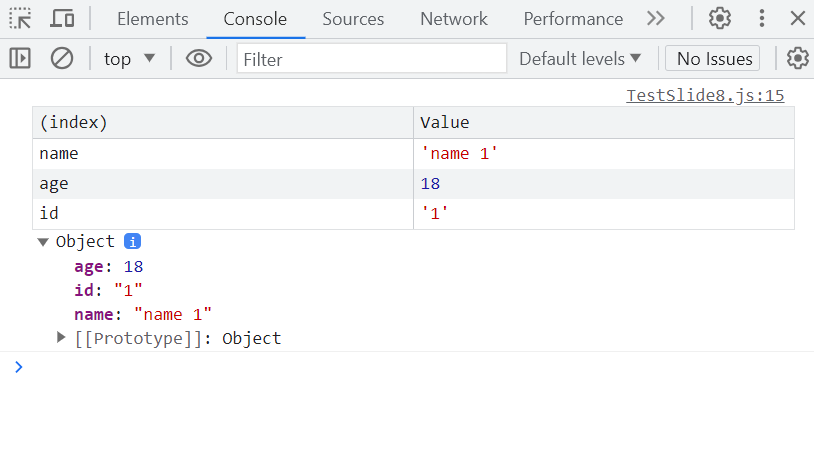 Elements Console Sources Network Performance
top Filter Default levels No Issues
TestSlide8.js:15
(index) Value
name 'name 1'
age 18
id '1'
Object i
age: 18
id: "1"
name: "name 1"
[[Prototype]]: Object